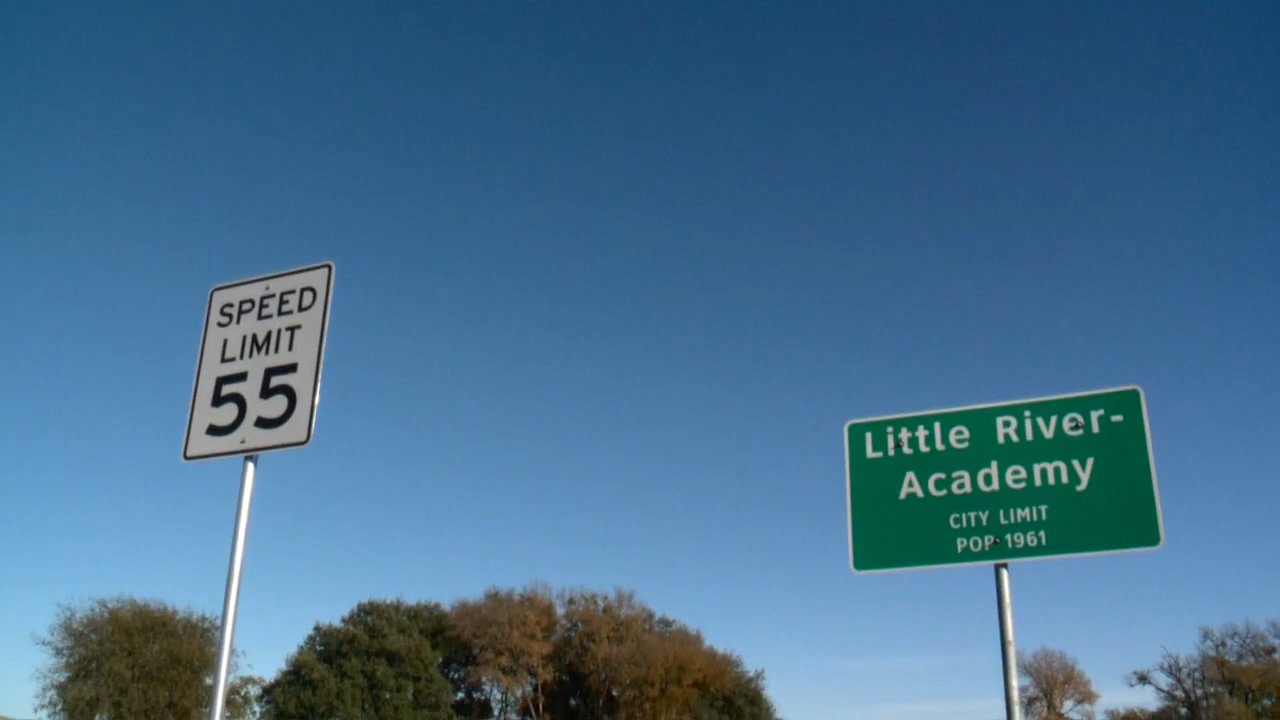 SPEED
LIMIT
55
Little River-
Academy
CITY LIMIT
POP 1961